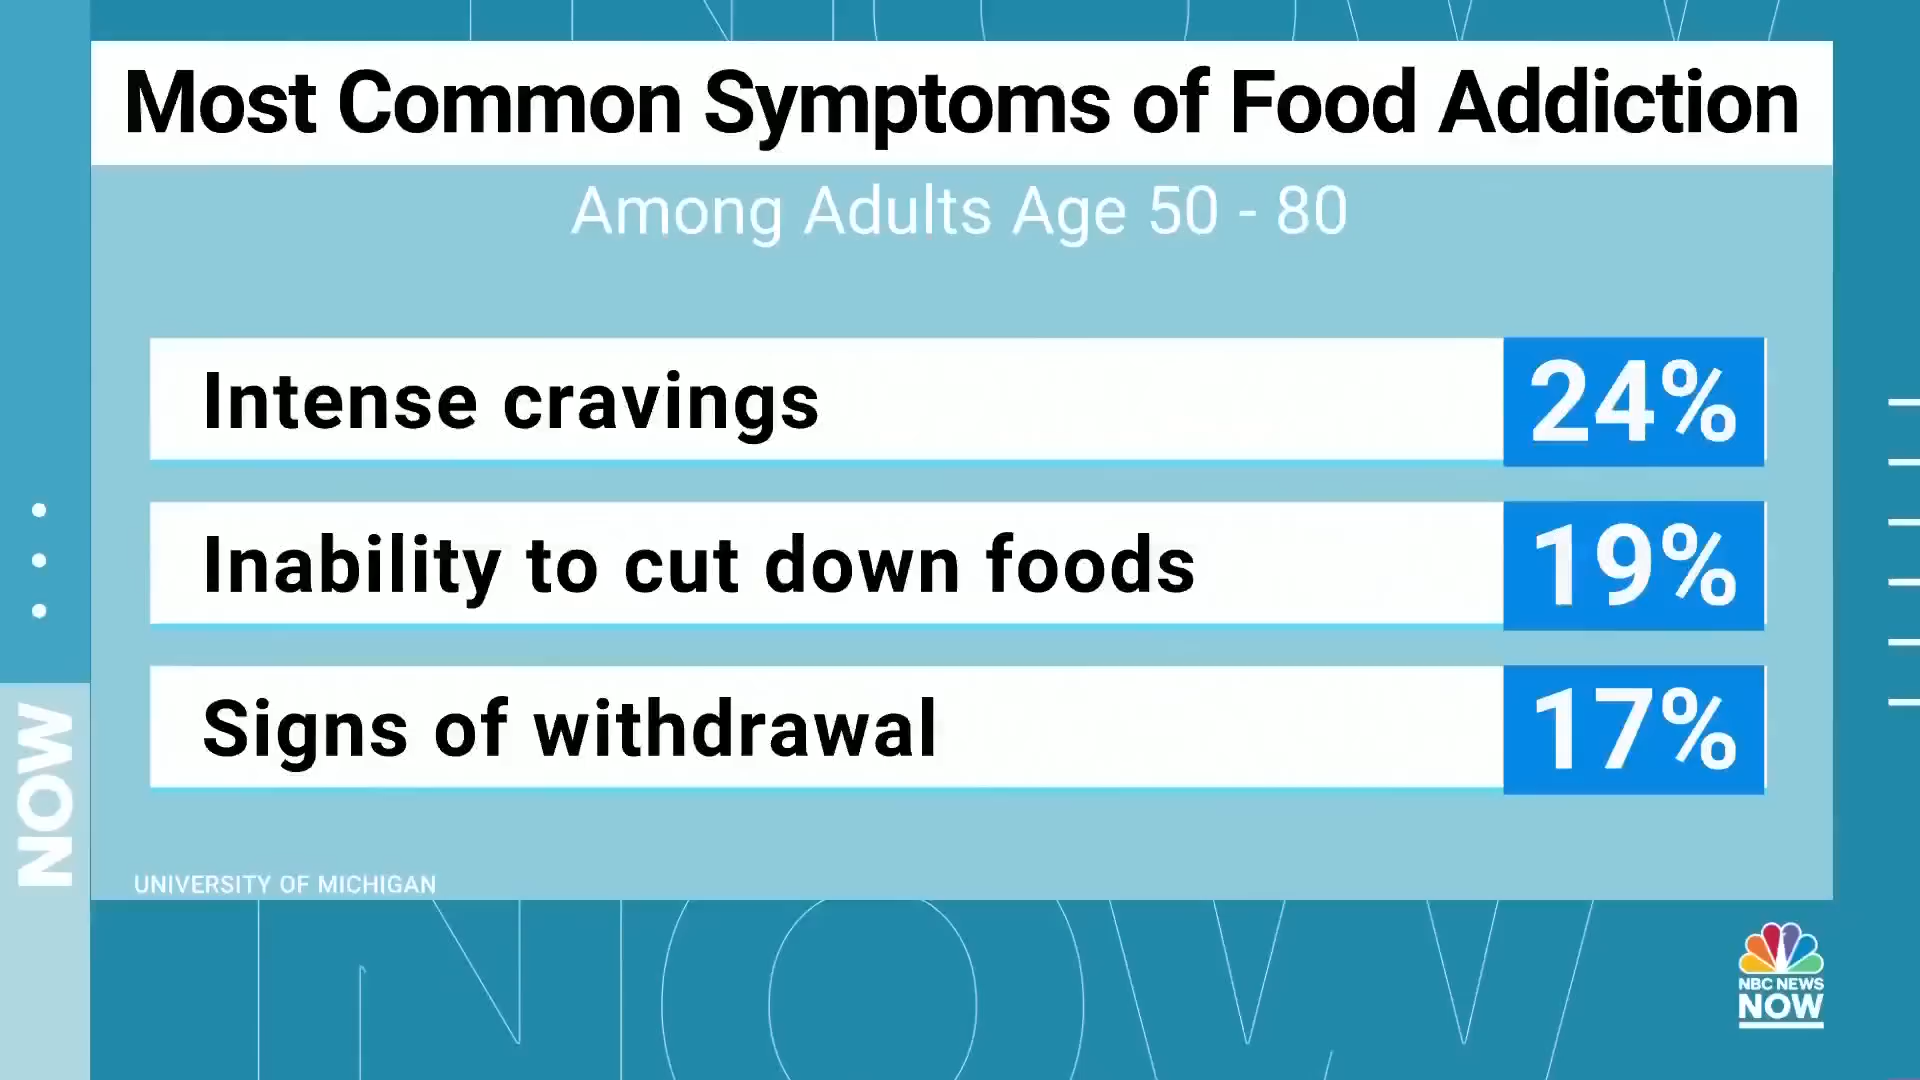 Most Common Symptoms of Food Addiction
Among Adults Age 50 - 80
Intense cravings 24%
Inability to cut down foods 19%
Signs of withdrawal 17%
UNIVERSITY OF MICHIGAN
NOW
NOW
NBC NEWS
NOW